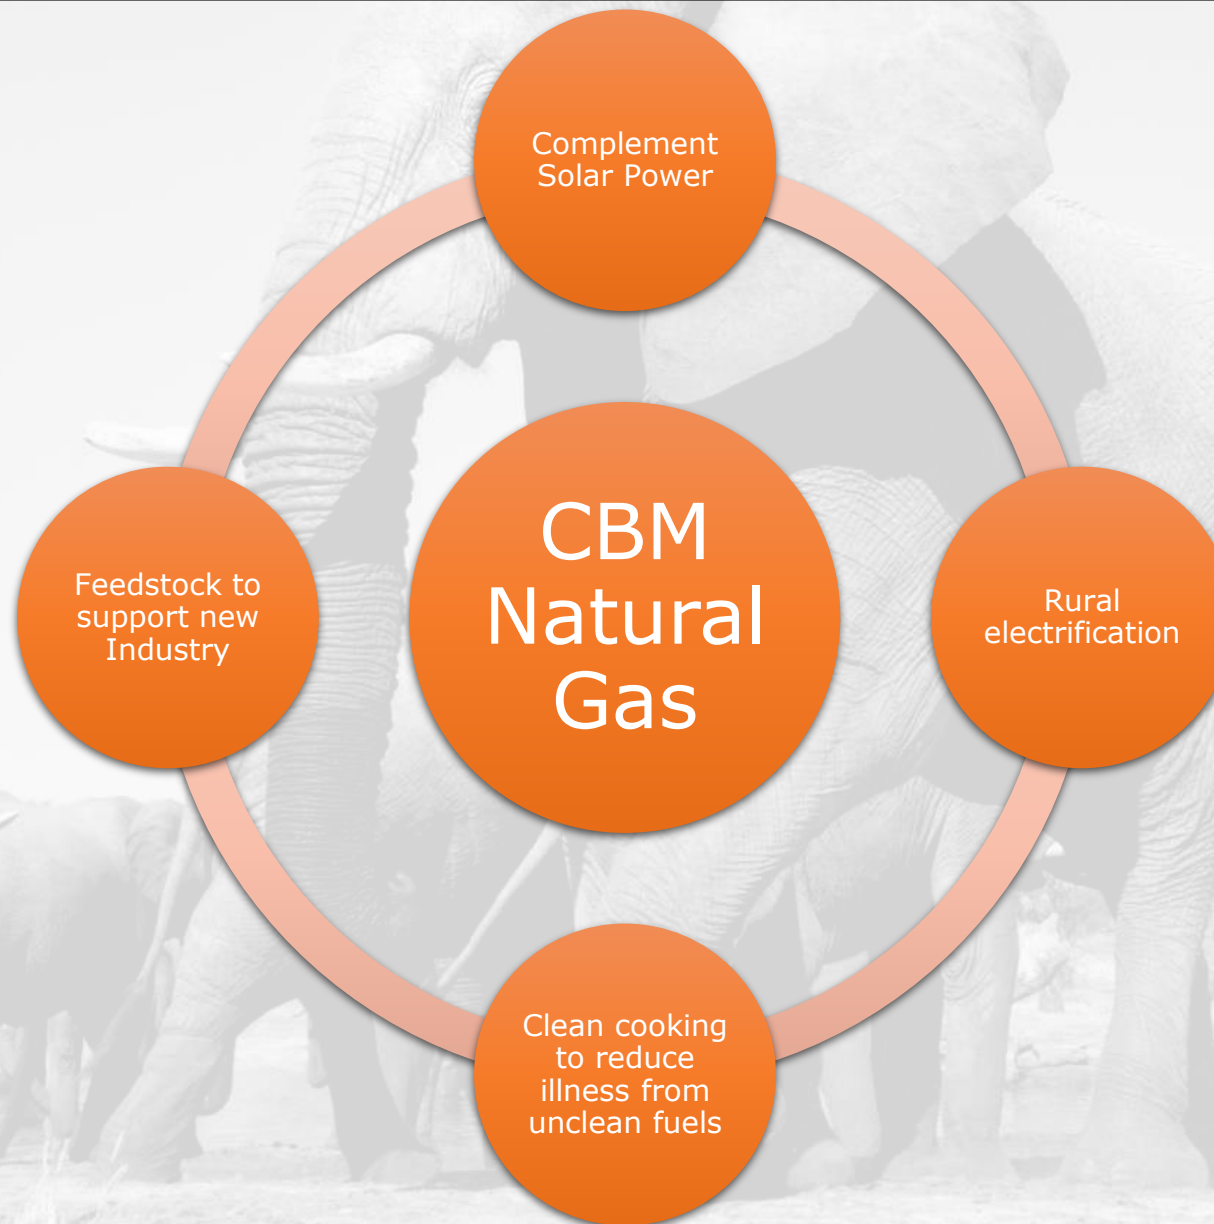 Complement
Solar Power
CBM
Natural
Gas
Feedstock to
support new
Industry
Rural
electrification
Clean cooking
to reduce
illness from
unclean fuels